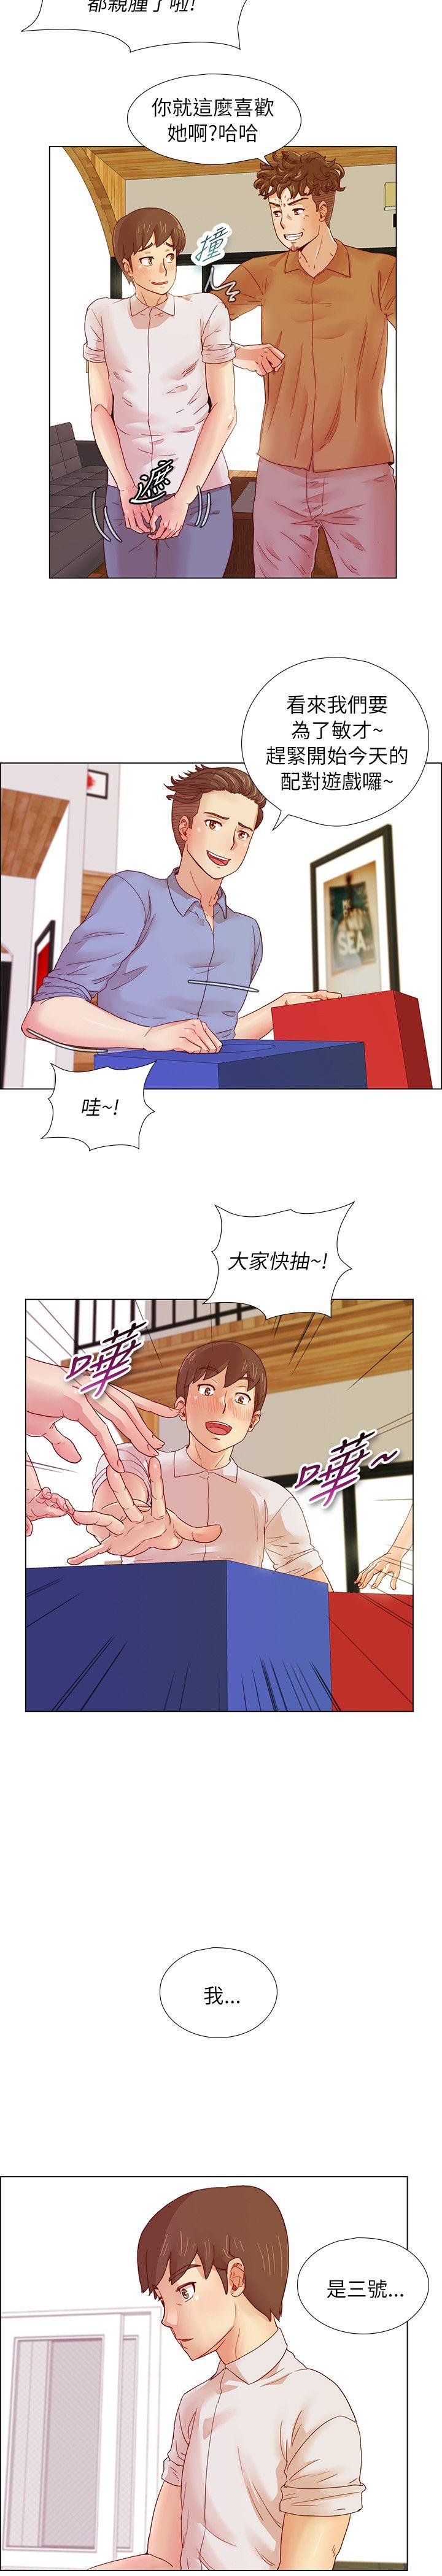 都親腫了啦!
你就這麼喜歡
她啊?哈哈
撞
遮
看來我們要
為了敏才~
趕緊開始今天的
配對遊戲囉~
SEA
哇~!
大家快抽~!
嘩
嘩~
我...
是三號...